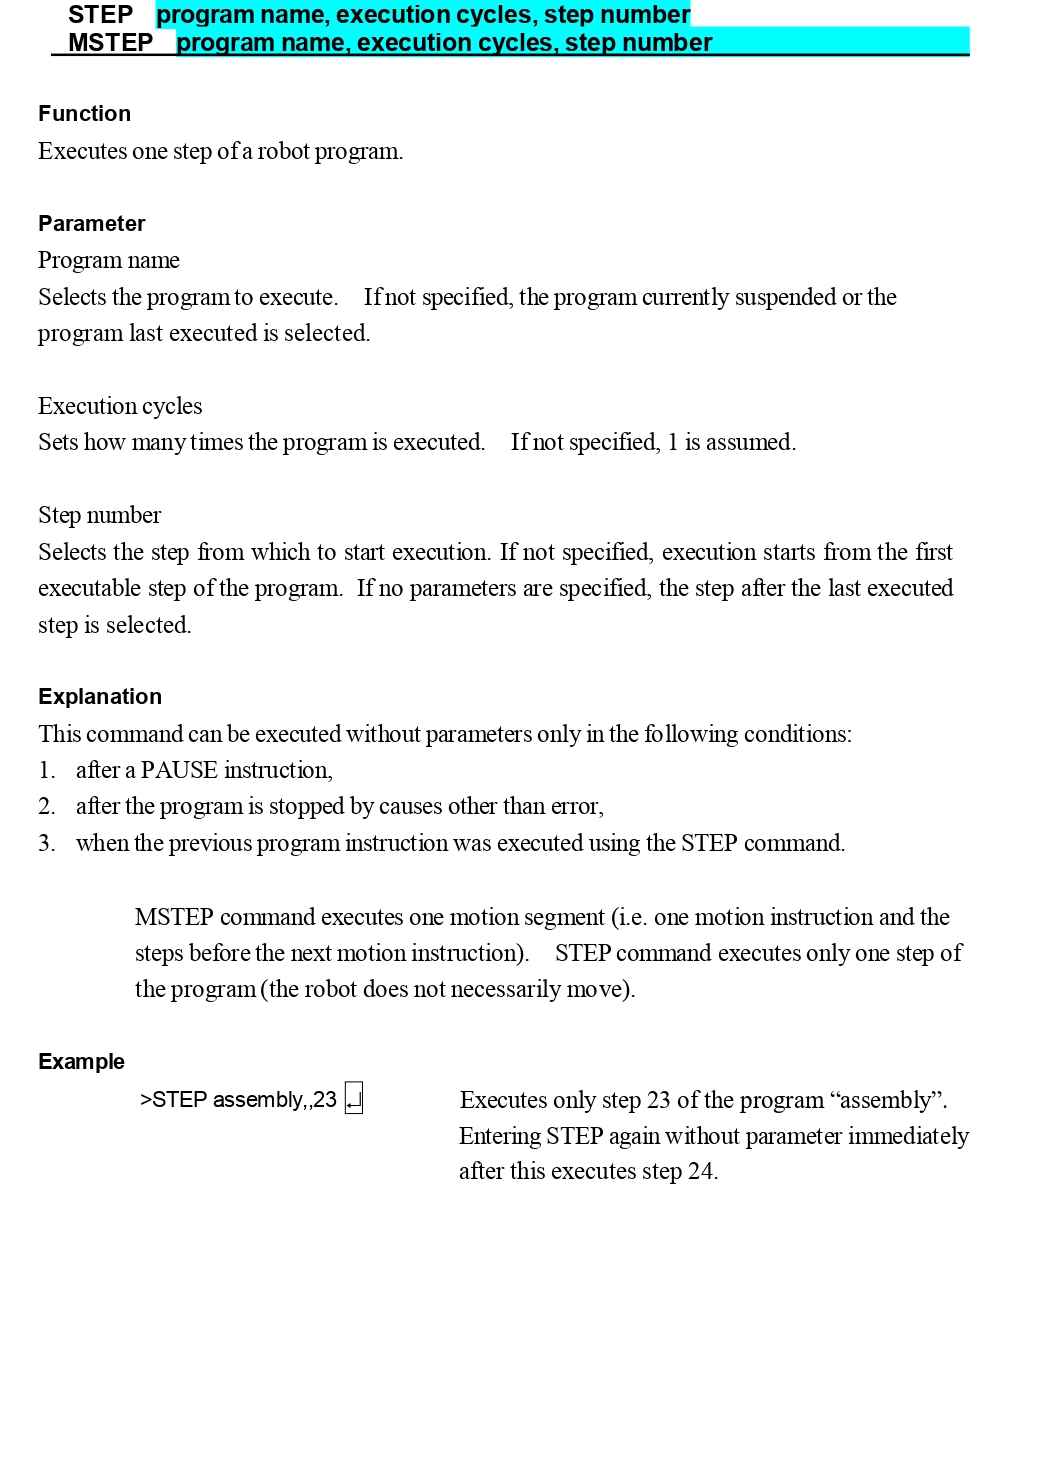 STEP program name, execution cycles, step number
MSTEP program name, execution cycles, step number
Function
Executes one step of a robot program.
Parameter
Program name
Selects the program to execute. If not specified, the program currently suspended or the
program last executed is selected.
Execution cycles
Sets how many times the program is executed. If not specified, 1 is assumed.
Step number
Selects the step from which to start execution. If not specified, execution starts from the first
executable step of the program. If no parameters are specified, the step after the last executed
step is selected.
Explanation
This command can be executed without parameters only in the following conditions:
1. after a PAUSE instruction,
2. after the program is stopped by causes other than error,
3. when the previous program instruction was executed using the STEP command.
MSTEP command executes one motion segment (i.e. one motion instruction and the
steps before the next motion instruction). STEP command executes only one step of
the program (the robot does not necessarily move).
Example
>STEP assembly,,23 ↵ Executes only step 23 of the program “assembly”.
Entering STEP again without parameter immediately
after this executes step 24.